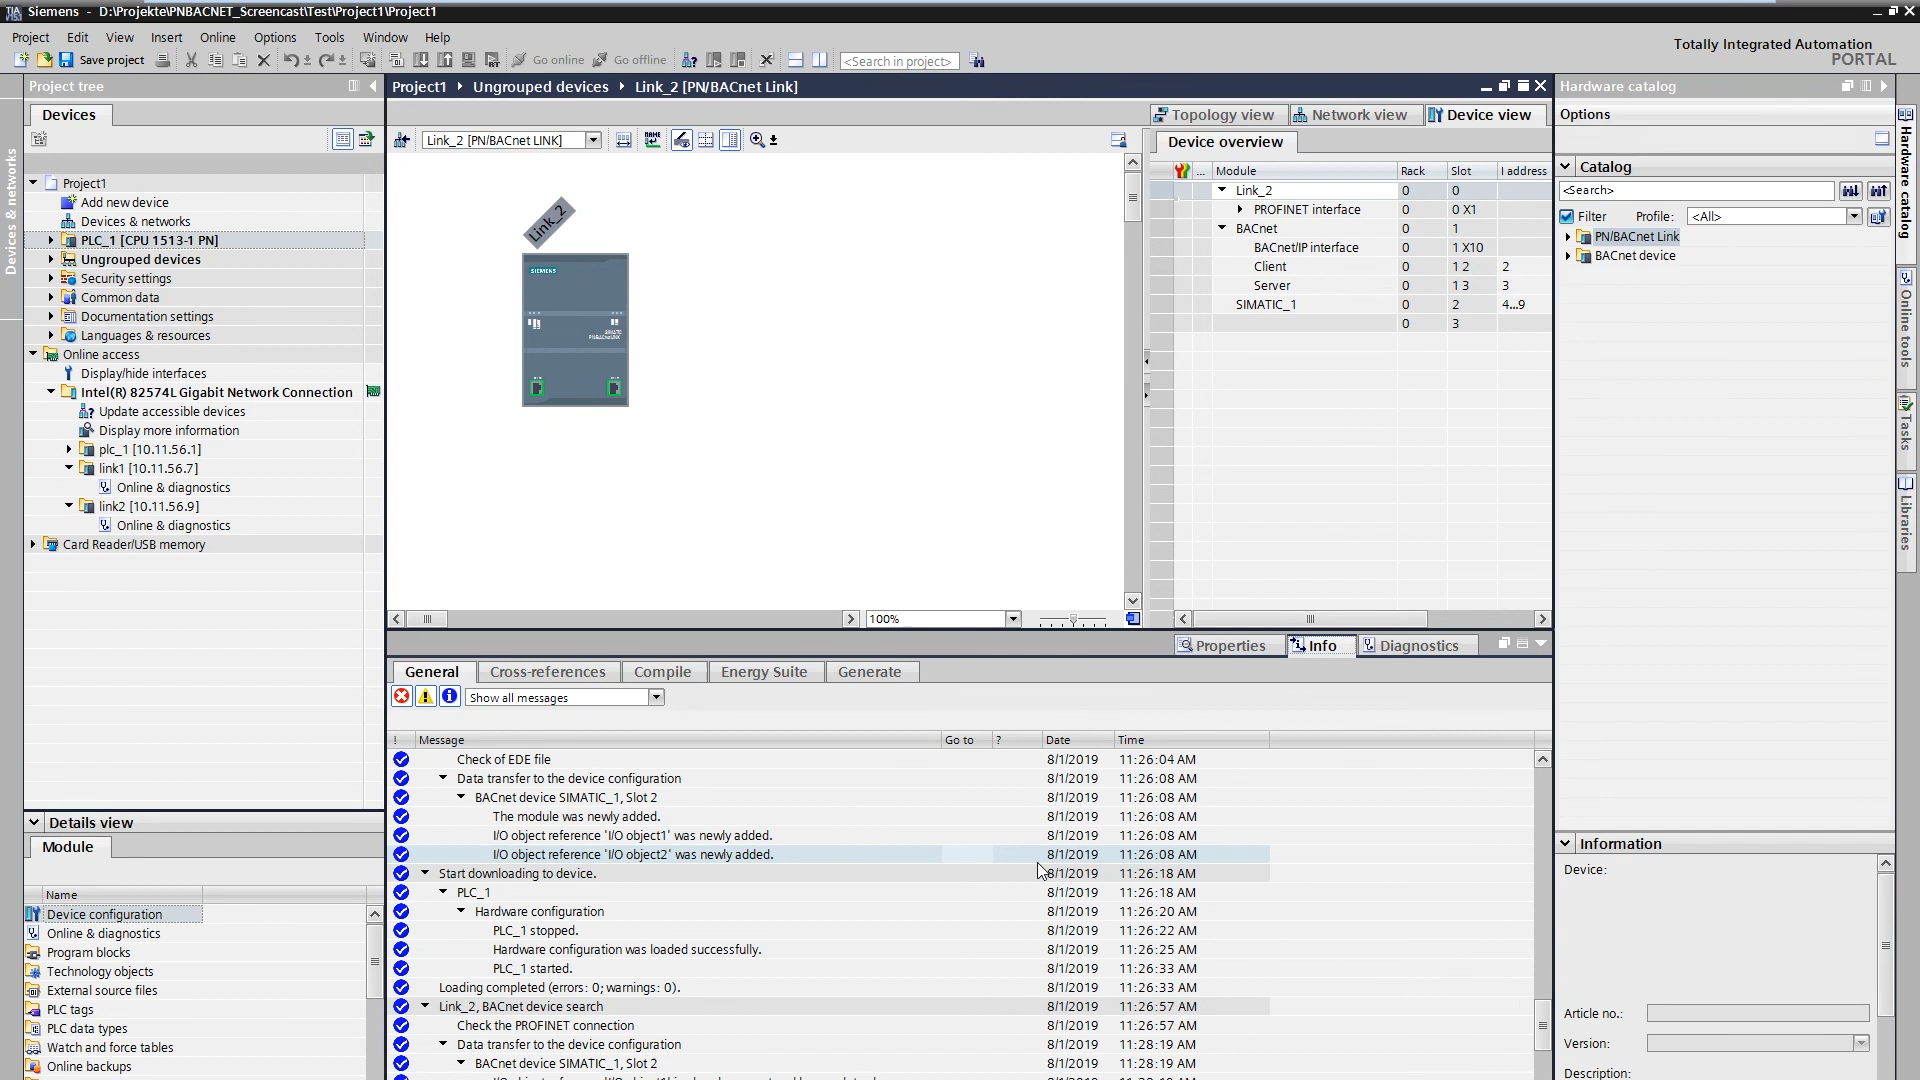 Siemens - D:\Projekte\PNBACNET_Screencast\Test\Project1\Project1
Project Edit View Insert Online Options Tools Window Help
Totally Integrated Automation
PORTAL
Save project Go online Go offline <Search in project>
Project tree
Devices
Devices & networks
Project1
Add new device
Devices & networks
PLC_1 [CPU 1513-1 PN]
Ungrouped devices
Security settings
Common data
Documentation settings
Languages & resources
Online access
Display/hide interfaces
Intel(R) 82574L Gigabit Network Connection
Update accessible devices
Display more information
plc_1 [10.11.56.1]
link1 [10.11.56.7]
Online & diagnostics
link2 [10.11.56.9]
Online & diagnostics
Card Reader/USB memory
Details view
Module
Name
Device configuration
Online & diagnostics
Program blocks
Technology objects
External source files
PLC tags
PLC data types
Watch and force tables
Online backups
Project1 Ungrouped devices Link_2 [PN/BACnet Link]
Topology view Network view Device view
Link_2 [PN/BACnet LINK]
Link_2
SIEMENS
SIMATIC
PN/BACnet LINK
100%
Device overview
... Module Rack Slot I address
Link_2 0 0
PROFINET interface 0 0 X1
BACnet 0 1
BACnet/IP interface 0 1 X10
Client 0 1 2 2
Server 0 1 3 3
SIMATIC_1 0 2 4...9
0 3
Properties Info Diagnostics
General Cross-references Compile Energy Suite Generate
Show all messages
! Message Go to ? Date Time
Check of EDE file 8/1/2019 11:26:04 AM
Data transfer to the device configuration 8/1/2019 11:26:08 AM
BACnet device SIMATIC_1, Slot 2 8/1/2019 11:26:08 AM
The module was newly added. 8/1/2019 11:26:08 AM
I/O object reference 'I/O object1' was newly added. 8/1/2019 11:26:08 AM
I/O object reference 'I/O object2' was newly added. 8/1/2019 11:26:08 AM
Start downloading to device. 8/1/2019 11:26:18 AM
PLC_1 8/1/2019 11:26:18 AM
Hardware configuration 8/1/2019 11:26:20 AM
PLC_1 stopped. 8/1/2019 11:26:22 AM
Hardware configuration was loaded successfully. 8/1/2019 11:26:25 AM
PLC_1 started. 8/1/2019 11:26:33 AM
Loading completed (errors: 0; warnings: 0). 8/1/2019 11:26:33 AM
Link_2, BACnet device search 8/1/2019 11:26:57 AM
Check the PROFINET connection 8/1/2019 11:26:57 AM
Data transfer to the device configuration 8/1/2019 11:28:19 AM
BACnet device SIMATIC_1, Slot 2 8/1/2019 11:28:19 AM
Hardware catalog
Options
Catalog
<Search>
Filter Profile: <All>
PN/BACnet Link
BACnet device
Information
Device:
Article no.:
Version:
Description:
Hardware catalog
Online tools
Tasks
Libraries